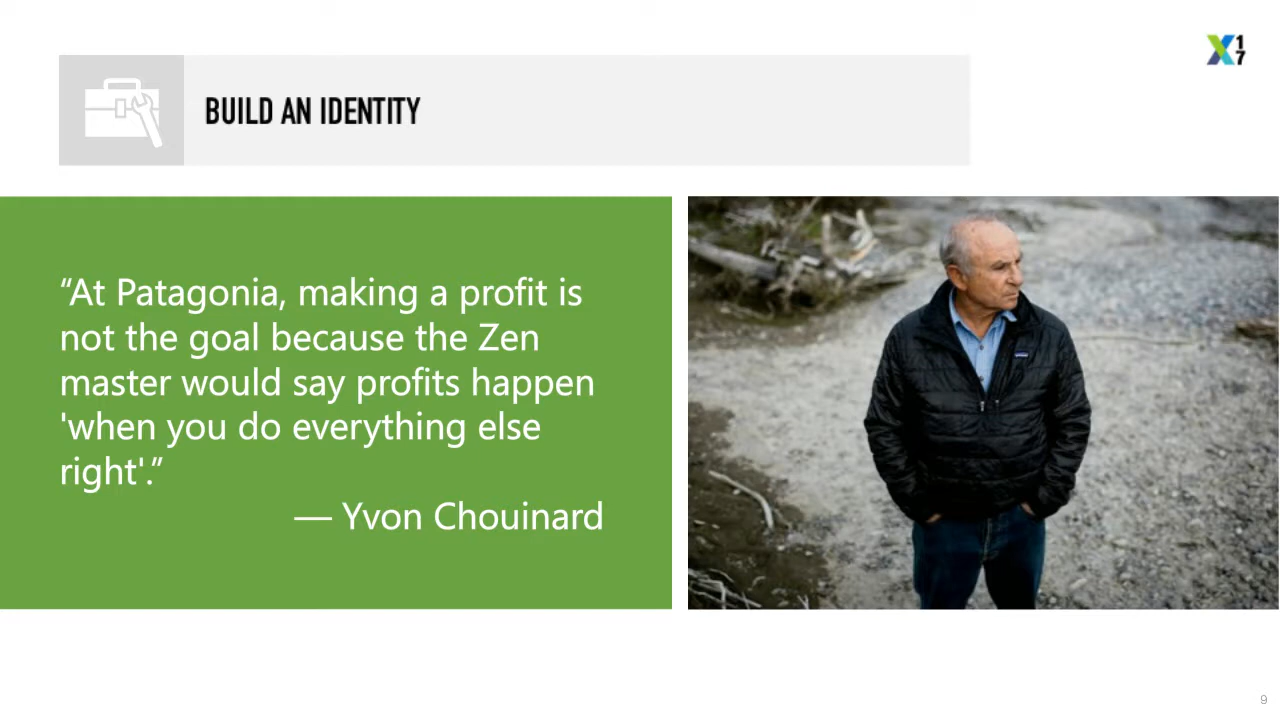 X17
BUILD AN IDENTITY
“At Patagonia, making a profit is
not the goal because the Zen
master would say profits happen
'when you do everything else
right'.”
— Yvon Chouinard
9